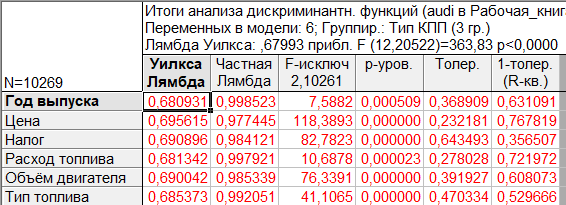 Итоги анализа дискриминантн. функций (audi в Рабочая_книг
Переменных в модели: 6; Группир.: Тип КПП (3 гр.)
Лямбда Уилкса: ,67993 прибл. F (12,20522)=363,83 p<0,0000
N=10269 Уилкса Лямбда Частная Лямбда F-исключ 2,10261 p-уров. Толер. 1-толер. (R-кв.)
Год выпуска 0,680931 0,998523 7,5882 0,000509 0,368909 0,631091
Цена 0,695615 0,977445 118,3893 0,000000 0,232181 0,767819
Налог 0,690896 0,984121 82,7823 0,000000 0,643493 0,356507
Расход топлива 0,681342 0,997921 10,6878 0,000023 0,278028 0,721972
Объём двигателя 0,690042 0,985339 76,3391 0,000000 0,391927 0,608073
Тип топлива 0,685373 0,992051 41,1065 0,000000 0,470334 0,529666